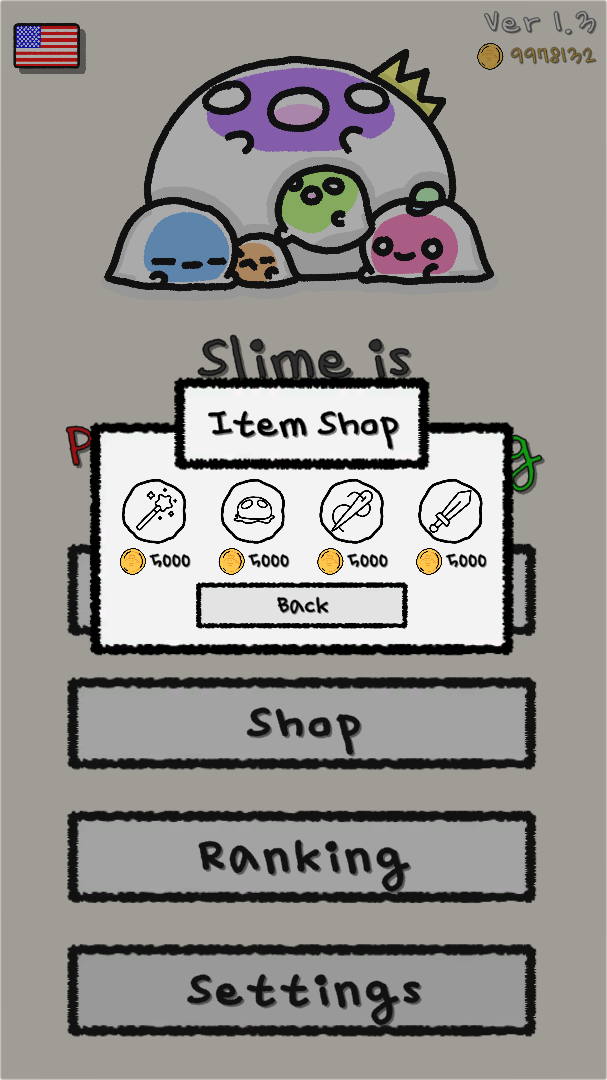 Ver 1.3
9978132
Slime is
P g
Item Shop
5000 5000 5000 5000
Back
Shop
Ranking
Settings